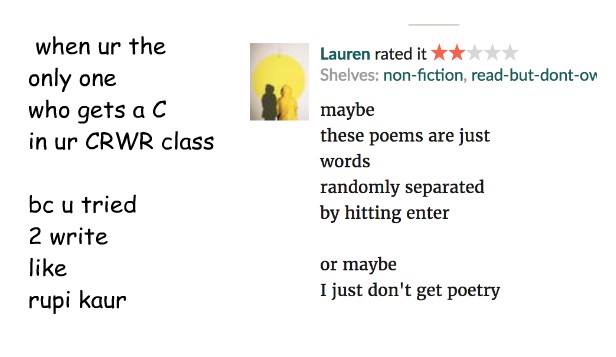 when ur the
only one
who gets a C
in ur CRWR class
bc u tried
2 write
like
rupi kaur
Lauren rated it
Shelves: non-fiction, read-but-dont-ow
maybe
these poems are just
words
randomly separated
by hitting enter
or maybe
I just don't get poetry